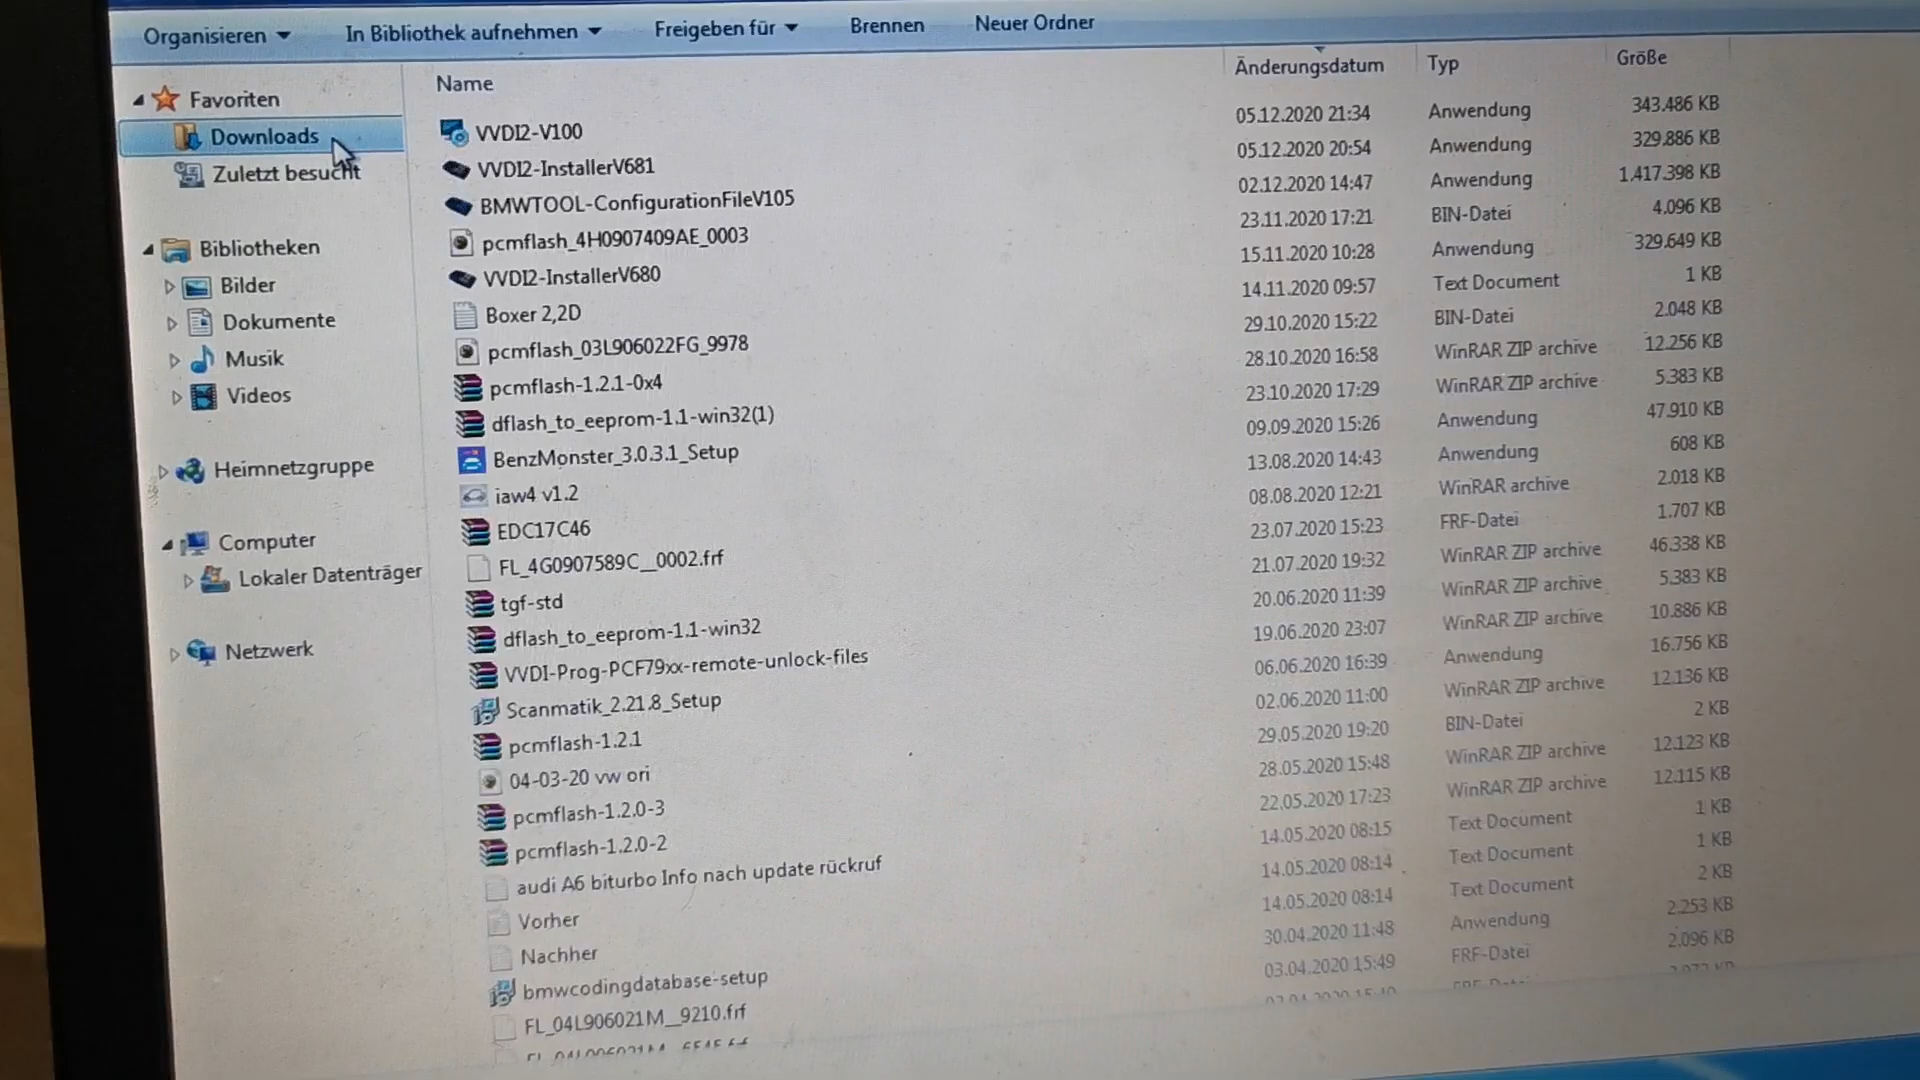 Organisieren In Bibliothek aufnehmen Freigeben für Brennen Neuer Ordner
Favoriten
Downloads
Zuletzt besucht
Bibliotheken
Bilder
Dokumente
Musik
Videos
Heimnetzgruppe
Computer
Lokaler Datenträger
Netzwerk
Name Änderungsdatum Typ Größe
VVDI2-V100 05.12.2020 21:34 Anwendung 343.486 KB
VVDI2-InstallerV681 05.12.2020 20:54 Anwendung 329.886 KB
BMWTOOL-ConfigurationFileV105 02.12.2020 14:47 Anwendung 1.417.398 KB
pcmflash_4H0907409AE_0003 23.11.2020 17:21 BIN-Datei 4.096 KB
VVDI2-InstallerV680 15.11.2020 10:28 Anwendung 329.649 KB
Boxer 2,2D 14.11.2020 09:57 Text Document 1 KB
pcmflash_03L906022FG_9978 29.10.2020 15:22 BIN-Datei 2.048 KB
pcmflash-1.2.1-0x4 28.10.2020 16:58 WinRAR ZIP archive 12.256 KB
dflash_to_eeprom-1.1-win32(1) 23.10.2020 17:29 WinRAR ZIP archive 5.383 KB
BenzMonster_3.0.3.1_Setup 09.09.2020 15:26 Anwendung 47.910 KB
iaw4 v1.2 13.08.2020 14:43 Anwendung 608 KB
EDC17C46 08.08.2020 12:21 WinRAR archive 2.018 KB
FL_4G0907589C__0002.frf 23.07.2020 15:23 FRF-Datei 1.707 KB
tgf-std 21.07.2020 19:32 WinRAR ZIP archive 46.338 KB
dflash_to_eeprom-1.1-win32 20.06.2020 11:39 WinRAR ZIP archive 5.383 KB
VVDI-Prog-PCF79xx-remote-unlock-files 19.06.2020 23:07 WinRAR ZIP archive 10.886 KB
Scanmatik_2.21.8_Setup 06.06.2020 16:39 Anwendung 16.756 KB
pcmflash-1.2.1 02.06.2020 11:00 WinRAR ZIP archive 12.136 KB
04-03-20 vw ori 29.05.2020 19:20 BIN-Datei 2 KB
pcmflash-1.2.0-3 28.05.2020 15:48 WinRAR ZIP archive 12.123 KB
pcmflash-1.2.0-2 22.05.2020 17:23 WinRAR ZIP archive 12.115 KB
audi A6 biturbo Info nach update rückruf 14.05.2020 08:15 Text Document 1 KB
Vorher 14.05.2020 08:14 Text Document 1 KB
Nachher 14.05.2020 08:14 Text Document 2 KB
bmwcodingdatabase-setup 30.04.2020 11:48 Anwendung 2.253 KB
FL_04L906021M__9210.frf 03.04.2020 15:49 FRF-Datei 2.096 KB